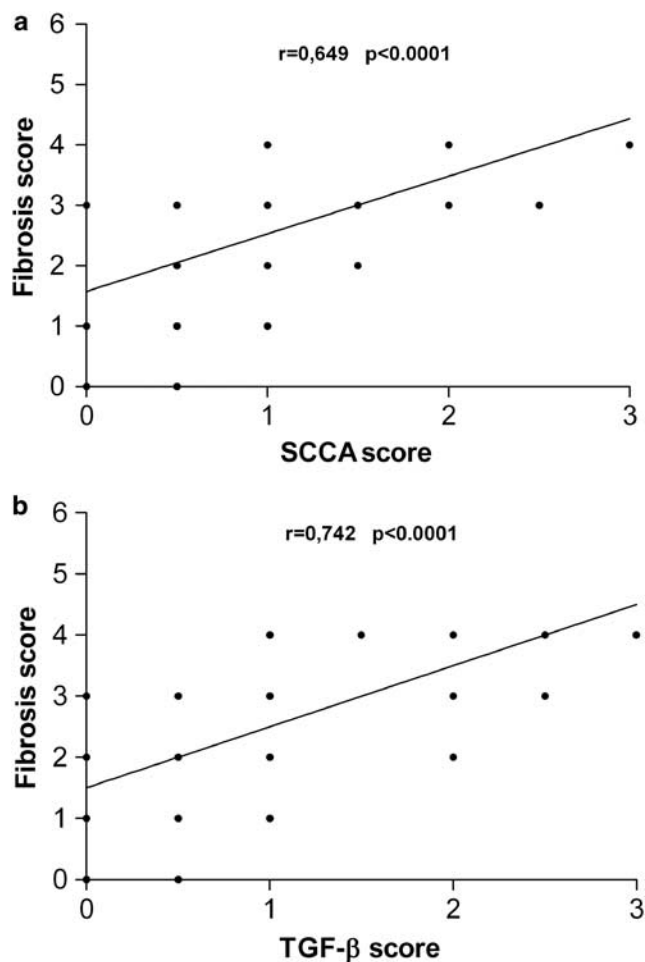 a
r=0,649 p<0.0001
Fibrosis score
6
5
4
3
2
1
0
0 1 2 3
SCCA score
b
r=0,742 p<0.0001
Fibrosis score
6
5
4
3
2
1
0
0 1 2 3
TGF-β score